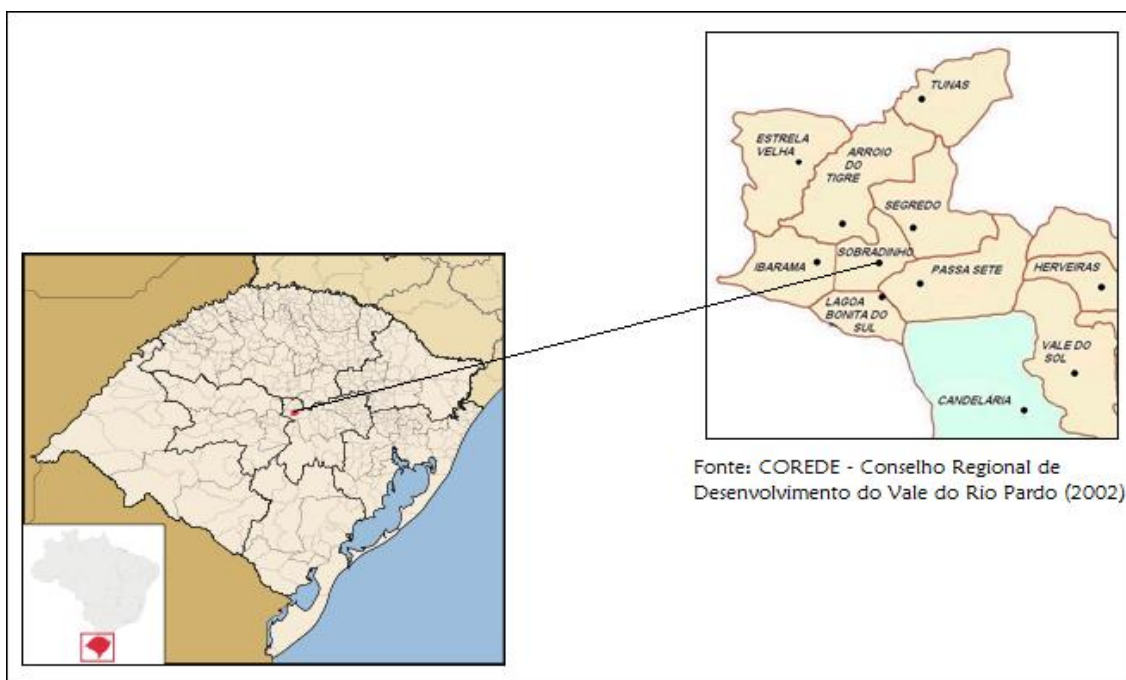 TUNAS
ESTRELA
VELHA
ARROIO
DO
TIGRE
SEGREDO
SOBRADINHO
IBARAMA
PASSA SETE
HERVEIRAS
LAGOA
BONITA DO
SUL
VALE DO
SOL
CANDELÁRIA
Fonte: COREDE - Conselho Regional de
Desenvolvimento do Vale do Rio Pardo (2002)